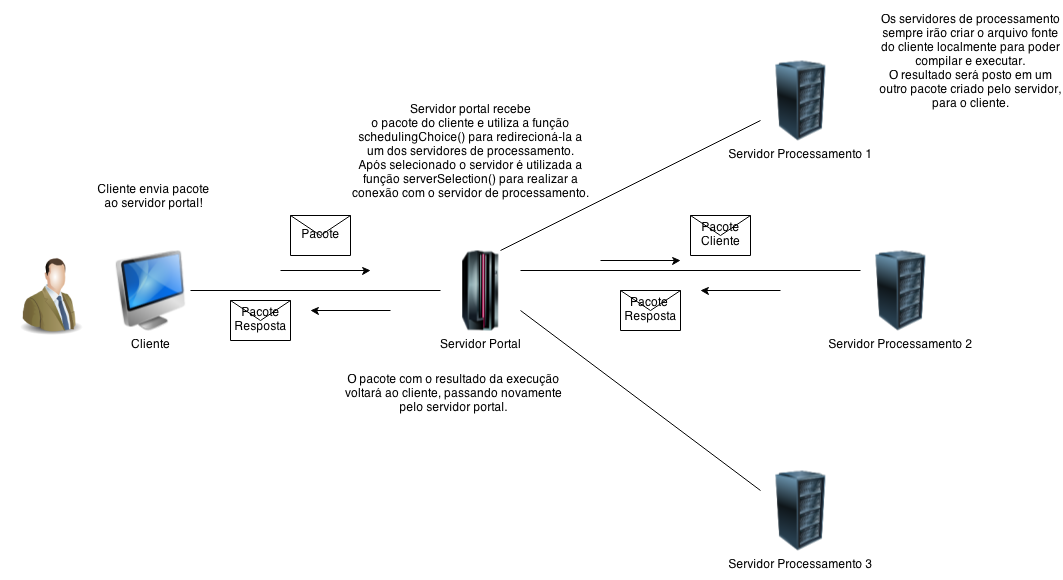 Os servidores de processamento
sempre irão criar o arquivo fonte
do cliente localmente para poder
compilar e executar.
O resultado será posto em um
outro pacote criado pelo servidor,
para o cliente.
Servidor portal recebe
o pacote do cliente e utiliza a função
schedulingChoice() para redirecioná-la a
um dos servidores de processamento.
Após selecionado o servidor é utilizada a
função serverSelection() para realizar a
conexão com o servidor de processamento.
Servidor Processamento 1
Cliente envia pacote
ao servidor portal!
Pacote
Pacote
Cliente
Pacote
Resposta
Pacote
Resposta
Cliente
Servidor Portal
Servidor Processamento 2
O pacote com o resultado da execução
voltará ao cliente, passando novamente
pelo servidor portal.
Servidor Processamento 3